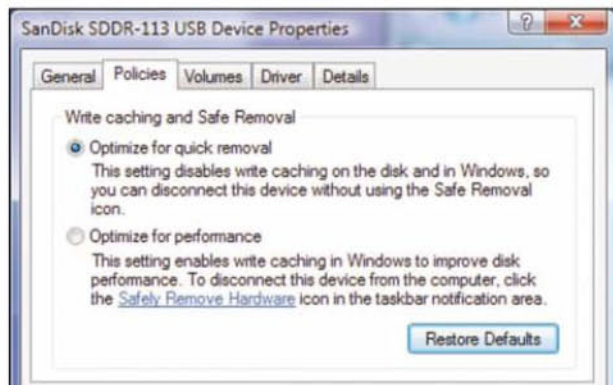 SanDisk SDDR-113 USB Device Properties
General Policies Volumes Driver Details
Write caching and Safe Removal
Optimize for quick removal
This setting disables write caching on the disk and in Windows, so
you can disconnect this device without using the Safe Removal
icon.
Optimize for performance
This setting enables write caching in Windows to improve disk
performance. To disconnect this device from the computer, click
the Safely Remove Hardware icon in the taskbar notification area.
Restore Defaults